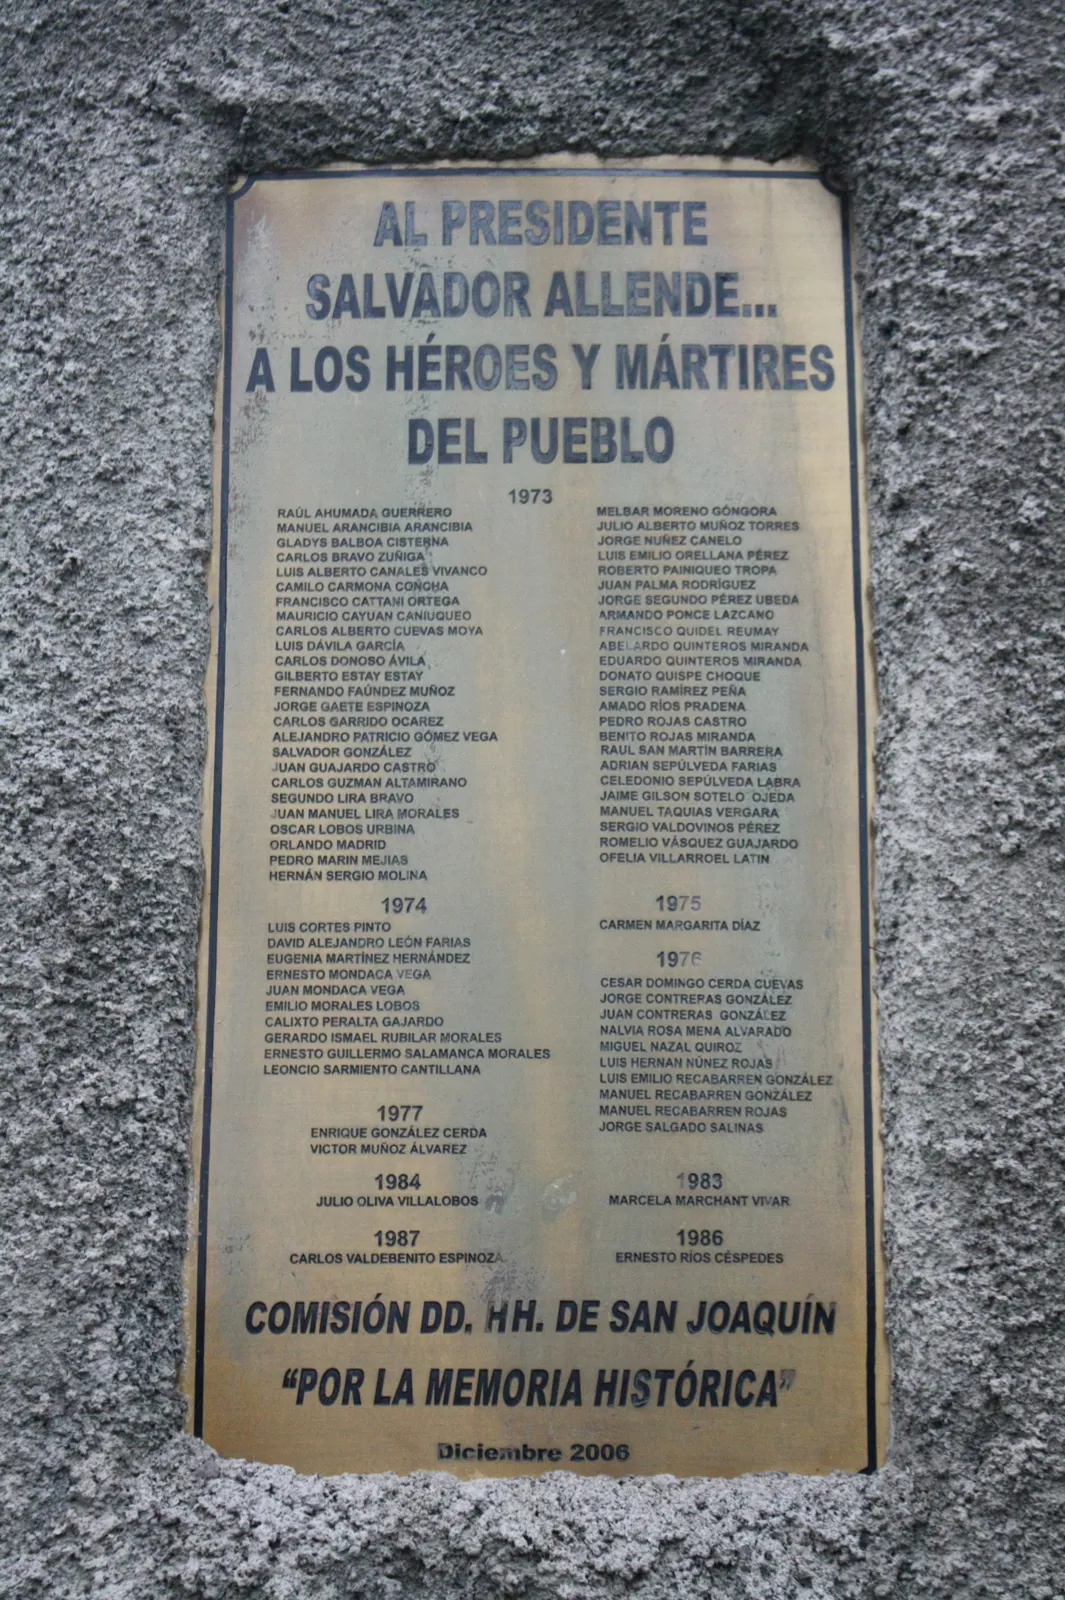 AL PRESIDENTE
SALVADOR ALLENDE...
A LOS HÉROES Y MÁRTIRES
DEL PUEBLO
1973
RAÚL AHUMADA GUERRERO
MANUEL ARANCIBIA ARANCIBIA
GLADYS BALBOA CISTERNA
CARLOS BRAVO ZUÑIGA
LUIS ALBERTO CANALES VIVANCO
CAMILO CARMONA CONCHA
FRANCISCO CATTANI ORTEGA
MAURICIO CAYUAN CANIUQUEO
CARLOS ALBERTO CUEVAS MOYA
LUIS DÁVILA GARCÍA
CARLOS DONOSO ÁVILA
GILBERTO ESTAY ESTAY
FERNANDO FAÚNDEZ MUÑOZ
JORGE GAETE ESPINOZA
CARLOS GARRIDO OCAREZ
ALEJANDRO PATRICIO GÓMEZ VEGA
SALVADOR GONZÁLEZ
JUAN GUAJARDO CASTRO
CARLOS GUZMAN ALTAMIRANO
SEGUNDO LIRA BRAVO
JUAN MANUEL LIRA MORALES
OSCAR LOBOS URBINA
ORLANDO MADRID
PEDRO MARIN MEJIAS
HERNÁN SERGIO MOLINA
MELBAR MORENO GÓNGORA
JULIO ALBERTO MUÑOZ TORRES
JORGE NUÑEZ CANELO
LUIS EMILIO ORELLANA PÉREZ
ROBERTO PAINIQUEO TROPA
JUAN PALMA RODRÍGUEZ
JORGE SEGUNDO PÉREZ UBEDA
ARMANDO PONCE LAZCANO
FRANCISCO QUIDEL REUMAY
ABELARDO QUINTEROS MIRANDA
EDUARDO QUINTEROS MIRANDA
DONATO QUISPE CHOQUE
SERGIO RAMÍREZ PEÑA
AMADO RÍOS PRADENA
PEDRO ROJAS CASTRO
BENITO ROJAS MIRANDA
RAUL SAN MARTÍN BARRERA
ADRIAN SEPÚLVEDA FARIAS
CELEDONIO SEPÚLVEDA LABRA
JAIME GILSON SOTELO OJEDA
MANUEL TAQUIAS VERGARA
SERGIO VALDOVINOS PÉREZ
ROMELIO VÁSQUEZ GUAJARDO
OFELIA VILLARROEL LATIN
1974
LUIS CORTES PINTO
DAVID ALEJANDRO LEÓN FARIAS
EUGENIA MARTÍNEZ HERNÁNDEZ
ERNESTO MONDACA VEGA
JUAN MONDACA VEGA
EMILIO MORALES LOBOS
CALIXTO PERALTA GAJARDO
GERARDO ISMAEL RUBILAR MORALES
ERNESTO GUILLERMO SALAMANCA MORALES
LEONCIO SARMIENTO CANTILLANA
1975
CARMEN MARGARITA DÍAZ
1976
CESAR DOMINGO CERDA CUEVAS
JORGE CONTRERAS GONZÁLEZ
JUAN CONTRERAS GONZÁLEZ
NALVIA ROSA MENA ALVARADO
MIGUEL NAZAL QUIROZ
LUIS HERNAN NÚNEZ ROJAS
LUIS EMILIO RECABARREN GONZÁLEZ
MANUEL RECABARREN GONZÁLEZ
MANUEL RECABARREN ROJAS
JORGE SALGADO SALINAS
1977
ENRIQUE GONZÁLEZ CERDA
VICTOR MUÑOZ ÁLVAREZ
1983
MARCELA MARCHANT VIVAR
1984
JULIO OLIVA VILLALOBOS
1986
ERNESTO RÍOS CÉSPEDES
1987
CARLOS VALDEBENITO ESPINOZA
COMISIÓN DD. HH. DE SAN JOAQUÍN
“POR LA MEMORIA HISTÓRICA”
Diciembre 2006